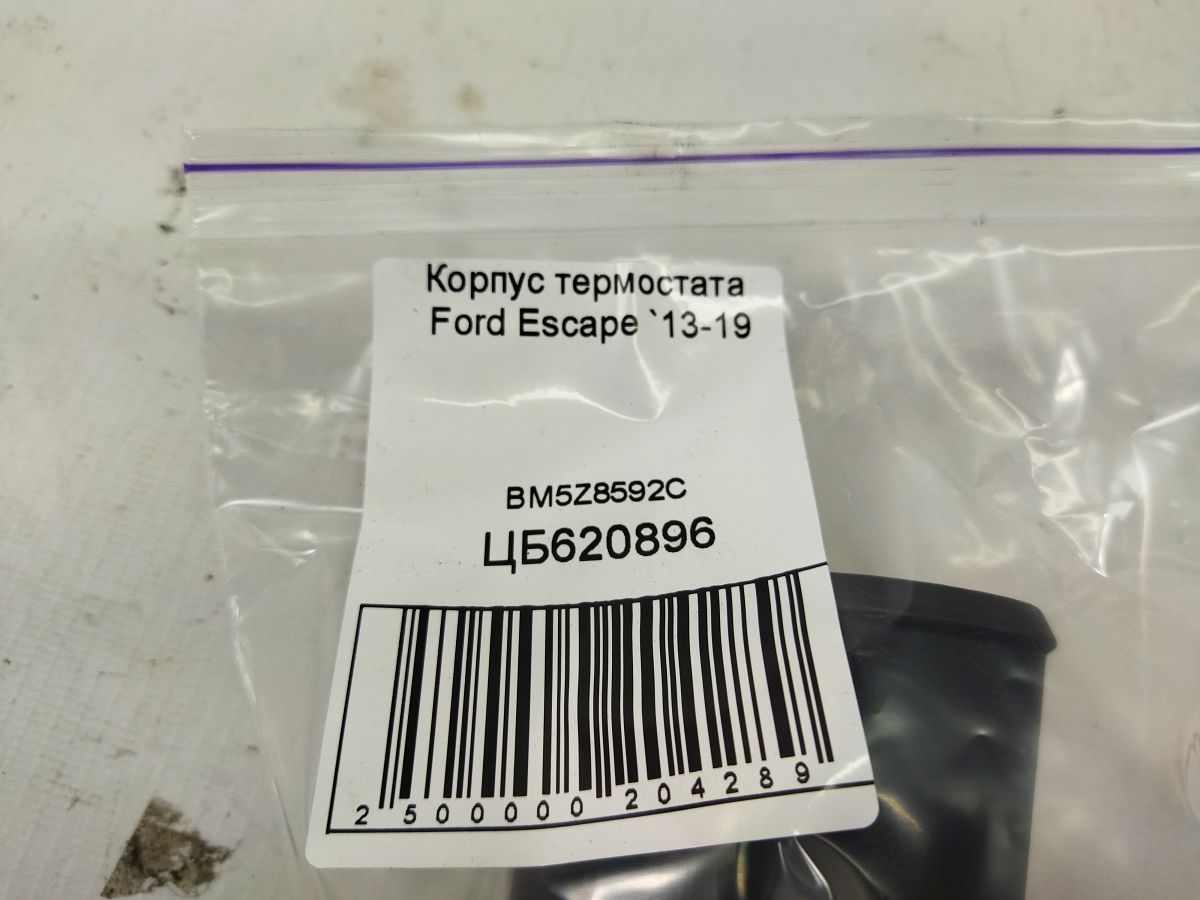 Корпус термостата
Ford Escape `13-19
BM5Z8592C
ЦБ620896
2 500000 204289